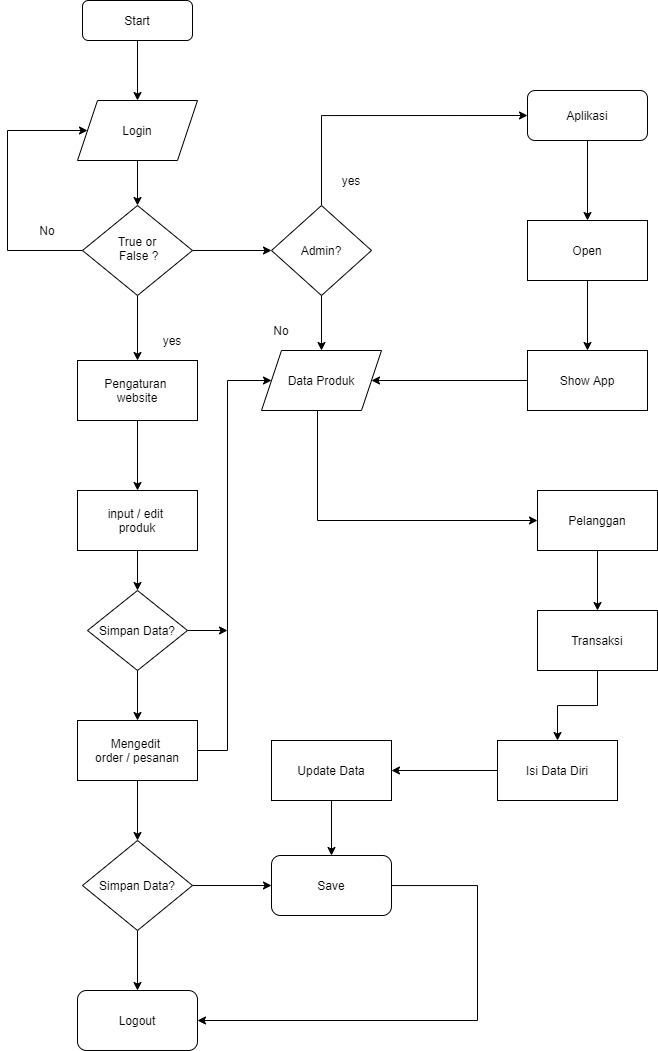 Start
Login
Aplikasi
yes
No
True or
False ?
Admin?
Open
No
yes
Pengaturan
website
Data Produk
Show App
input / edit
produk
Pelanggan
Simpan Data?
Transaksi
Mengedit
order / pesanan
Update Data
Isi Data Diri
Simpan Data?
Save
Logout